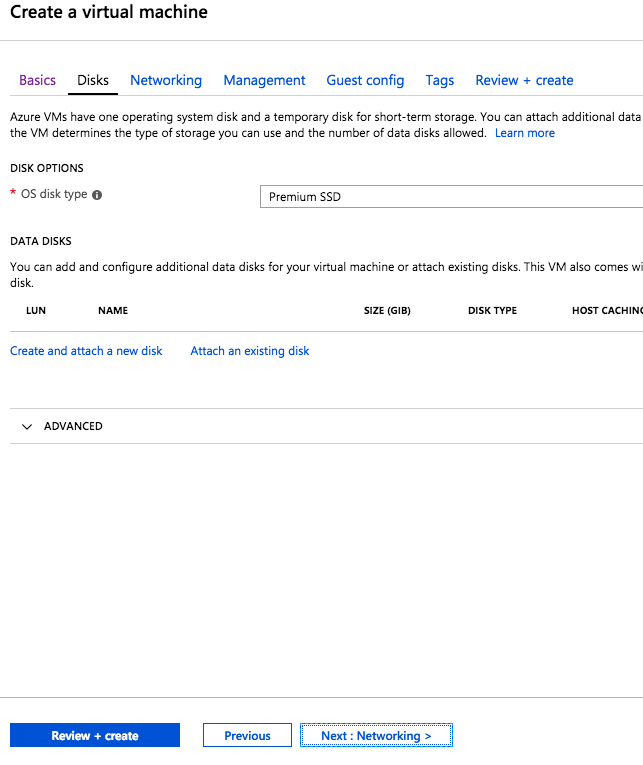 Create a virtual machine
Basics Disks Networking Management Guest config Tags Review + create
Azure VMs have one operating system disk and a temporary disk for short-term storage. You can attach additional data
the VM determines the type of storage you can use and the number of data disks allowed. Learn more
DISK OPTIONS
* OS disk type
Premium SSD
DATA DISKS
You can add and configure additional data disks for your virtual machine or attach existing disks. This VM also comes wi
disk.
LUN NAME SIZE (GIB) DISK TYPE HOST CACHING
Create and attach a new disk Attach an existing disk
ADVANCED
Review + create Previous Next : Networking >